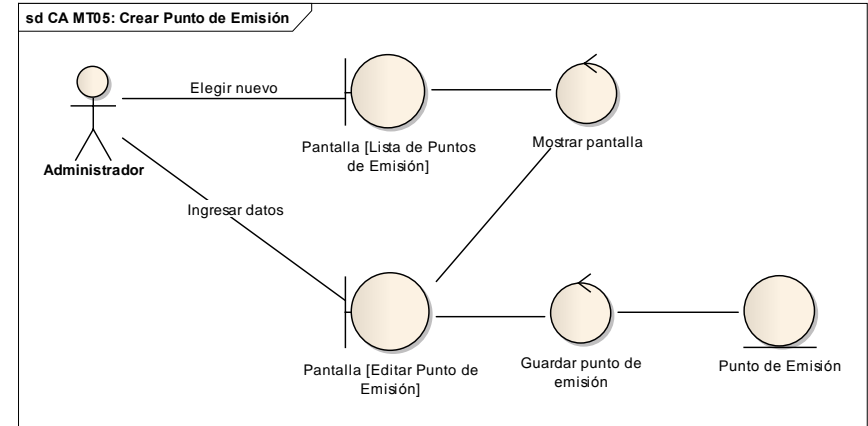 sd CA MT05: Crear Punto de Emisión
Elegir nuevo
Administrador
Pantalla [Lista de Puntos
de Emisión]
Mostrar pantalla
Ingresar datos
Pantalla [Editar Punto de
Emisión]
Guardar punto de
emisión
Punto de Emisión